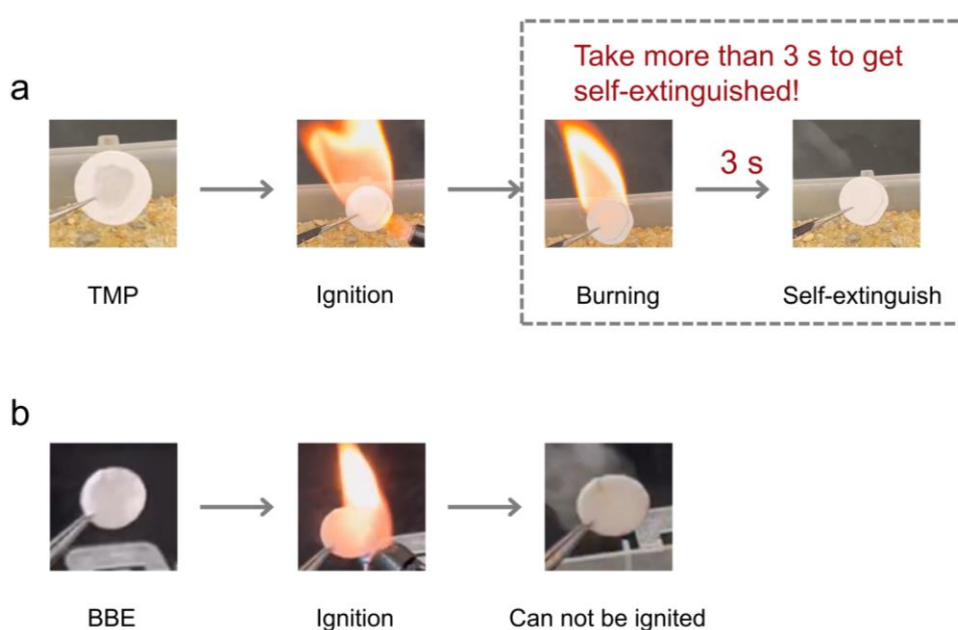 a
Take more than 3 s to get
self-extinguished!
3 s
TMP
Ignition
Burning
Self-extinguish
b
BBE
Ignition
Can not be ignited